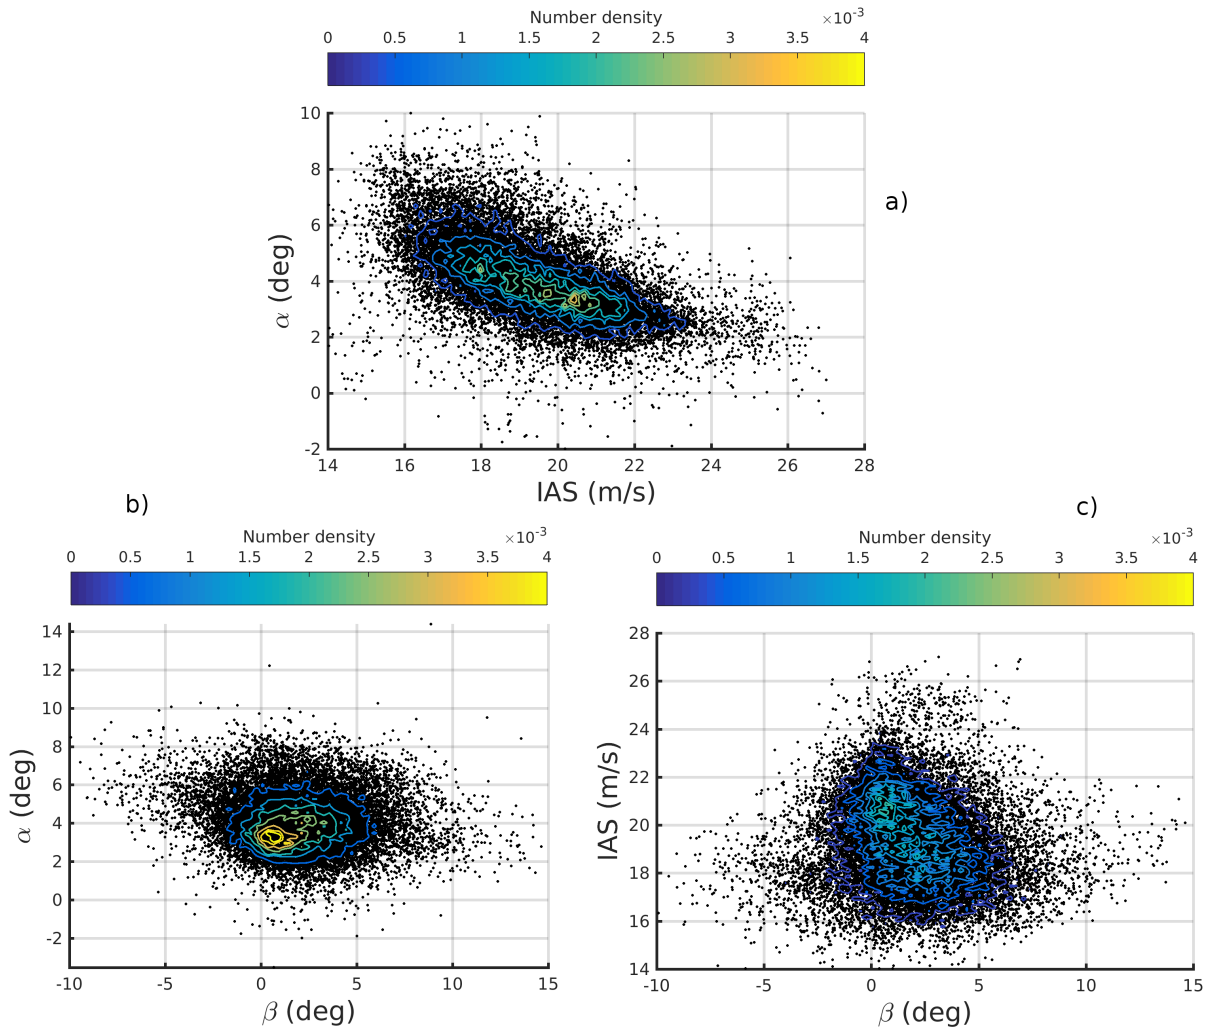 Number density ×10-3
0 0.5 1 1.5 2 2.5 3 3.5 4
10
8
6
4
2
0
-2
α (deg)
14 16 18 20 22 24 26 28
IAS (m/s)
a)
b)
Number density ×10-3
0 0.5 1 1.5 2 2.5 3 3.5 4
14
12
10
8
6
4
2
0
-2
α (deg)
-10 -5 0 5 10 15
β (deg)
c)
Number density ×10-3
0 0.5 1 1.5 2 2.5 3 3.5 4
28
26
24
22
20
18
16
14
IAS (m/s)
-10 -5 0 5 10 15
β (deg)